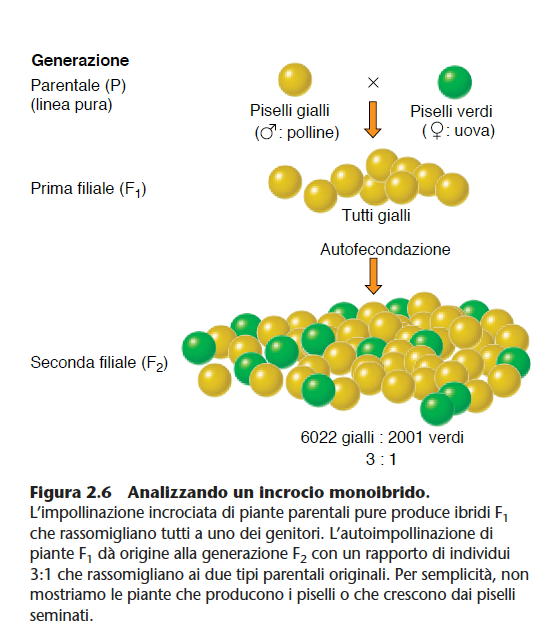 Generazione
Parentale (P)
(linea pura)
×
Piselli gialli
(♂: polline)
Piselli verdi
(♀: uova)
Prima filiale (F₁)
Tutti gialli
Autofecondazione
Seconda filiale (F₂)
6022 gialli : 2001 verdi
3 : 1
Figura 2.6 Analizzando un incrocio monoibrido.
L’impollinazione incrociata di piante parentali pure produce ibridi F₁
che rassomigliano tutti a uno dei genitori. L’autoimpollinazione di
piante F₁ dà origine alla generazione F₂ con un rapporto di individui
3:1 che rassomigliano ai due tipi parentali originali. Per semplicità, non
mostriamo le piante che producono i piselli o che crescono dai piselli
seminati.